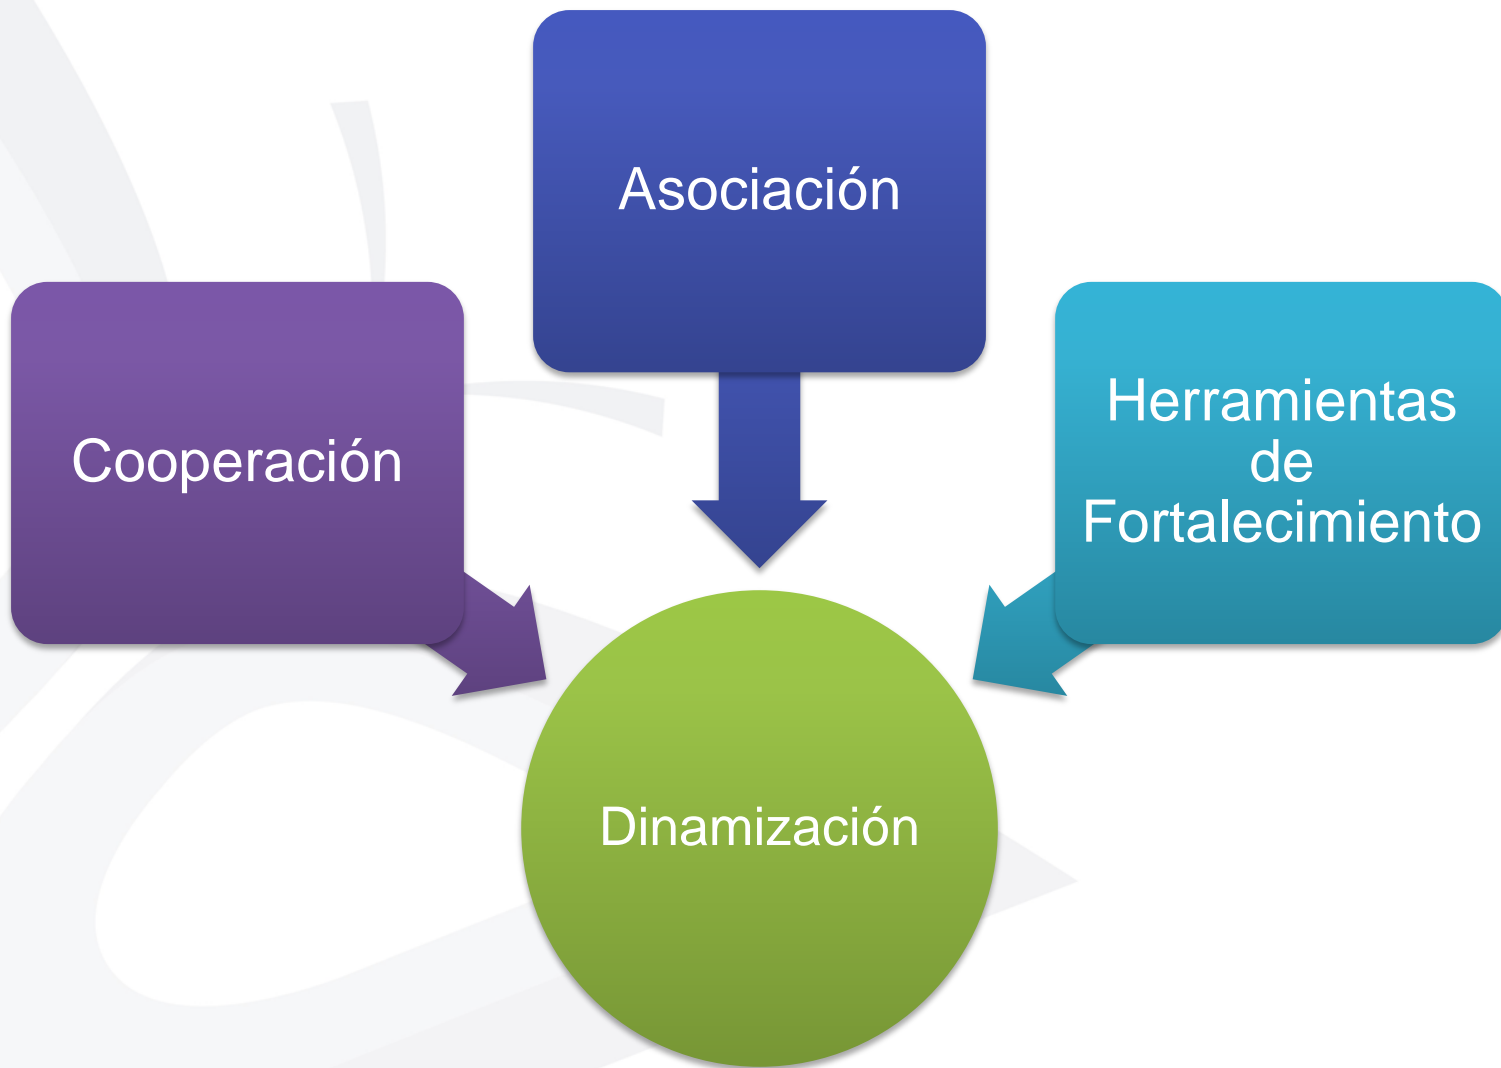 Asociación
Cooperación
Herramientas
de
Fortalecimiento
Dinamización